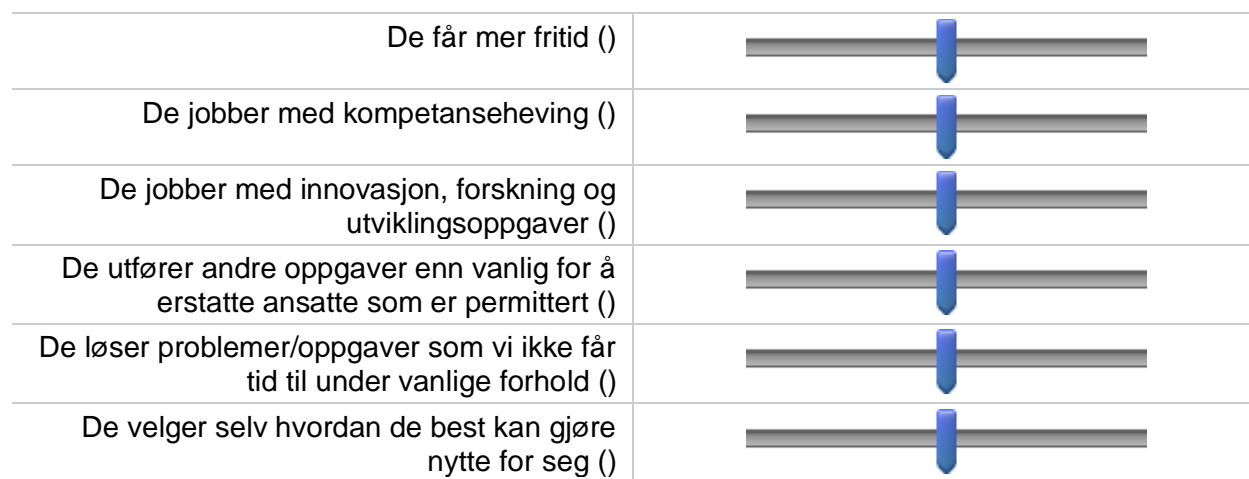 De får mer fritid ()
De jobber med kompetanseheving ()
De jobber med innovasjon, forskning og
utviklingsoppgaver ()
De utfører andre oppgaver enn vanlig for å
erstatte ansatte som er permittert ()
De løser problemer/oppgaver som vi ikke får
tid til under vanlige forhold ()
De velger selv hvordan de best kan gjøre
nytte for seg ()